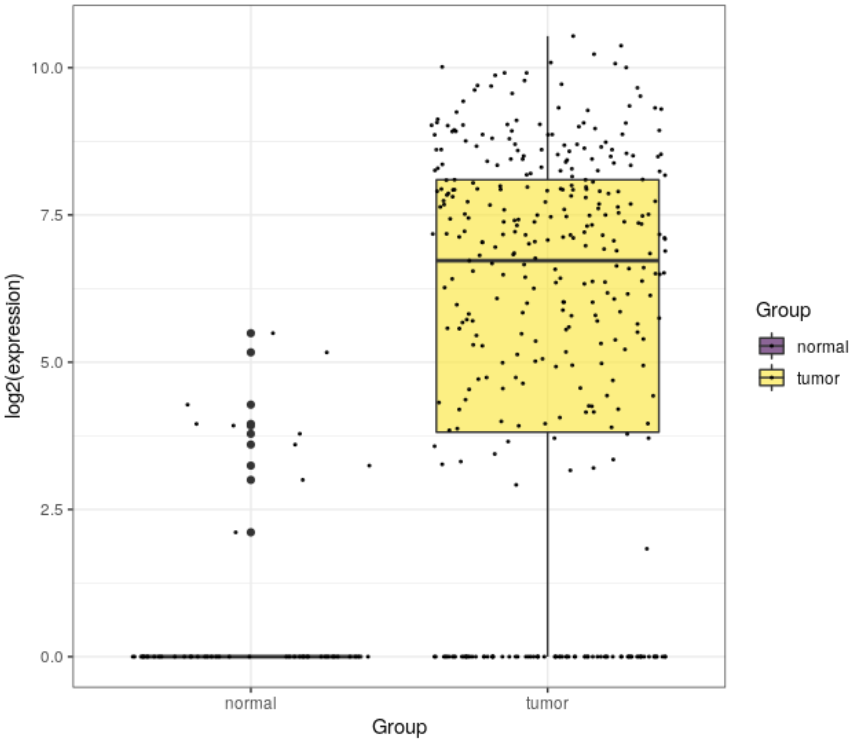 log2(expression)
10.0
7.5
5.0
2.5
0.0
normal
tumor
Group
Group
normal
tumor